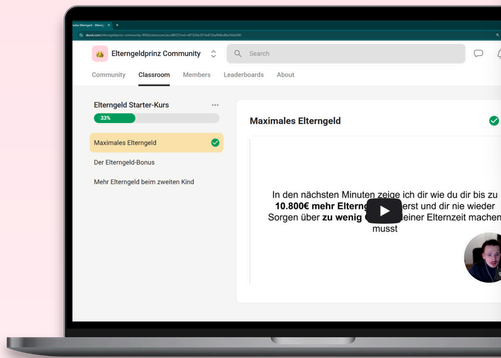 Elterngeldprinz Community
Search
Community Classroom Members Leaderboards About
Elterngeld Starter-Kurs
33%
Maximales Elterngeld
Der Elterngeld-Bonus
Mehr Elterngeld beim zweiten Kind
Maximales Elterngeld
In den nächsten Minuten zeige ich dir wie du dir bis zu
10.800€ mehr sicherst und dir nie wieder
Sorgen über zu wenig deiner Elternzeit machen
musst